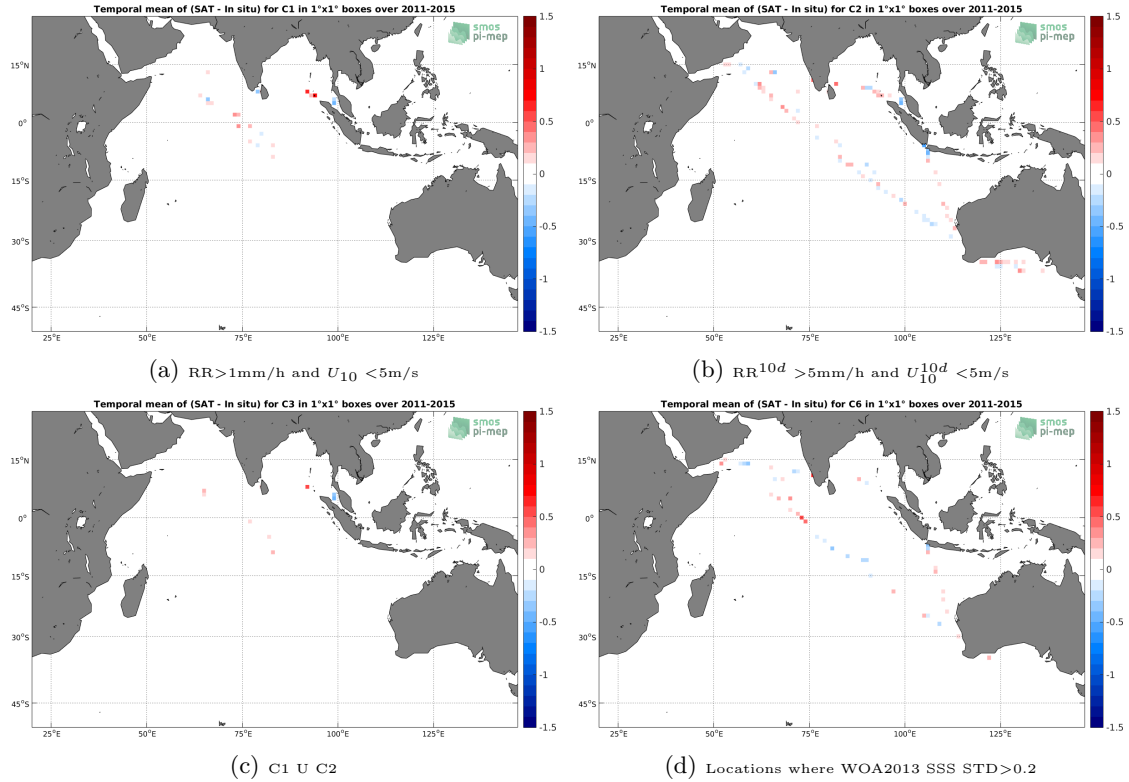 Temporal mean of (SAT - In situ) for C1 in 1°x1° boxes over 2011-2015
smos
pi-mep
15°N
0°
15°S
30°S
45°S
25°E
50°E
75°E
100°E
125°E
1.5
1
0.5
0
-0.5
-1
-1.5
(a) RR>1mm/h and U10 <5m/s
Temporal mean of (SAT - In situ) for C2 in 1°x1° boxes over 2011-2015
smos
pi-mep
15°N
0°
15°S
30°S
45°S
25°E
50°E
75°E
100°E
125°E
1.5
1
0.5
0
-0.5
-1
-1.5
(b) RR^10d >5mm/h and U10^10d <5m/s
Temporal mean of (SAT - In situ) for C3 in 1°x1° boxes over 2011-2015
smos
pi-mep
15°N
0°
15°S
30°S
45°S
25°E
50°E
75°E
100°E
125°E
1.5
1
0.5
0
-0.5
-1
-1.5
(c) C1 U C2
Temporal mean of (SAT - In situ) for C6 in 1°x1° boxes over 2011-2015
smos
pi-mep
15°N
0°
15°S
30°S
45°S
25°E
50°E
75°E
100°E
125°E
1.5
1
0.5
0
-0.5
-1
-1.5
(d) Locations where WOA2013 SSS STD>0.2